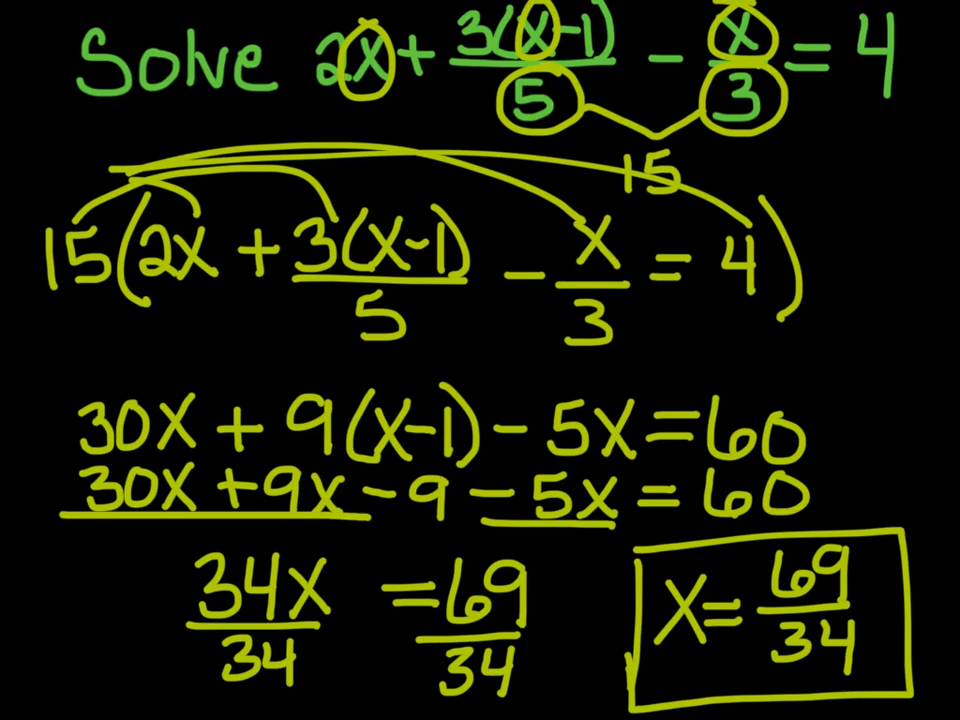 Solve 2x + 3(x-1)/5 - x/3 = 4
15
15(2x + 3(x-1)/5 - x/3 = 4)
30x + 9(x-1) - 5x = 60
30x + 9x - 9 - 5x = 60
34x/34 = 69/34
x = 69/34